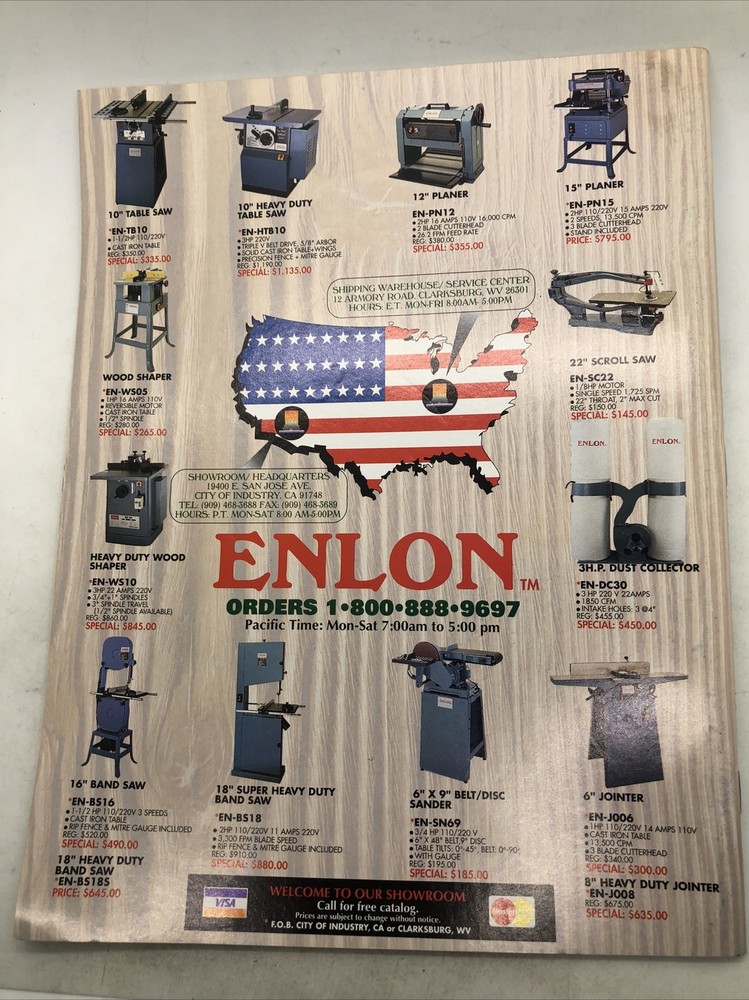 10" TABLE SAW
*EN-TB10
• 1-1/2HP 110/220V
• CAST IRON TABLE
REG: $350.00
SPECIAL: $335.00
10" HEAVY DUTY
TABLE SAW
*EN-HTB10
• 3HP 220V
• TRIPLE V BELT DRIVE, 5/8" ARBOR
• SOLID CAST IRON TABLE+WINGS
• PRECISION FENCE + MITRE GAUGE
REG: $1,190.00
SPECIAL: $1,135.00
12" PLANER
EN-PN12
• 2HP 16 AMPS 110V 16,000 CPM
• 2 BLADE CUTTERHEAD
• 26.2 FPM FEED RATE
REG: $380.00
SPECIAL: $355.00
15" PLANER
*EN-PN15
• 2HP 110/220V 15 AMPS 220V
• 2 SPEEDS, 13,500 CPM
• 3 BLADE CUTTERHEAD
• STAND INCLUDED
PRICE: $795.00
SHIPPING WAREHOUSE/ SERVICE CENTER
12 ARMORY ROAD. CLARKSBURG, WV 26301
HOURS: E.T. MON-FRI 8:00AM- 5:00PM
WOOD SHAPER
*EN-WS05
• 1HP 16 AMPS 110V
• REVERSIBLE MOTOR
• CAST IRON TABLE
• 1/2" SPINDLE
REG: $280.00
SPECIAL: $265.00
22" SCROLL SAW
EN-SC22
• 1/8HP MOTOR
• SINGLE SPEED 1,725 SPM
• 22" THROAT, 2" MAX CUT
REG: $150.00
SPECIAL: $145.00
SHOWROOM/ HEADQUARTERS
19400 E. SAN JOSE AVE.
CITY OF INDUSTRY, CA 91748
TEL: (909) 468-3688 FAX: (909) 468-3689
HOURS: P.T. MON-SAT 8:00 AM-5:00PM
ENLON. ENLON.
HEAVY DUTY WOOD
SHAPER
*EN-WS10
• 3HP 22 AMPS 220V
• 3/4"+1" SPINDLES
• 3" SPINDLE TRAVEL
(1/2" SPINDLE AVAILABLE)
REG: $860.00
SPECIAL: $845.00
ENLON TM
ORDERS 1•800•888•9697
Pacific Time: Mon-Sat 7:00am to 5:00 pm
3H.P. DUST COLLECTOR
*EN-DC30
• 3 HP 220 V 22AMPS
• 1850 CFM
• INTAKE HOLES: 3 @4"
REG: $455.00
SPECIAL: $450.00
16" BAND SAW
*EN-BS16
• 1-1/2 HP 110/220V 3 SPEEDS
• CAST IRON TABLE
• RIP FENCE & MITRE GAUGE INCLUDED
REG: $520.00
SPECIAL: $490.00
18" HEAVY DUTY
BAND SAW
*EN-BS18S
PRICE: $645.00
18" SUPER HEAVY DUTY
BAND SAW
*EN-BS18
• 2HP 110/220V 11 AMPS 220V
• 3,300 FPM BLADE SPEED
• RIP FENCE & MITRE GAUGE INCLUDED
REG: $910.00
SPECIAL: $880.00
6" X 9" BELT/DISC
SANDER
*EN-SN69
• 3/4 HP 110/220 V
• 6" X 48" BELT,9" DISC
• TABLE TILTS: 0°-45°, BELT: 0°-90°
• WITH GAUGE
REG: $195.00
SPECIAL: $185.00
6" JOINTER
*EN-J006
• 1HP 110/220V 14 AMPS 110V
• CAST IRON TABLE
• 13,500 CPM
• 3 BLADE CUTTERHEAD
REG: $340.00
SPECIAL: $300.00
8" HEAVY DUTY JOINTER
*EN-J008
REG: $675.00
SPECIAL: $635.00
VISA
WELCOME TO OUR SHOWROOM
Call for free catalog.
Prices are subject to change without notice.
* F.O.B. CITY OF INDUSTRY, CA or CLARKSBURG, WV